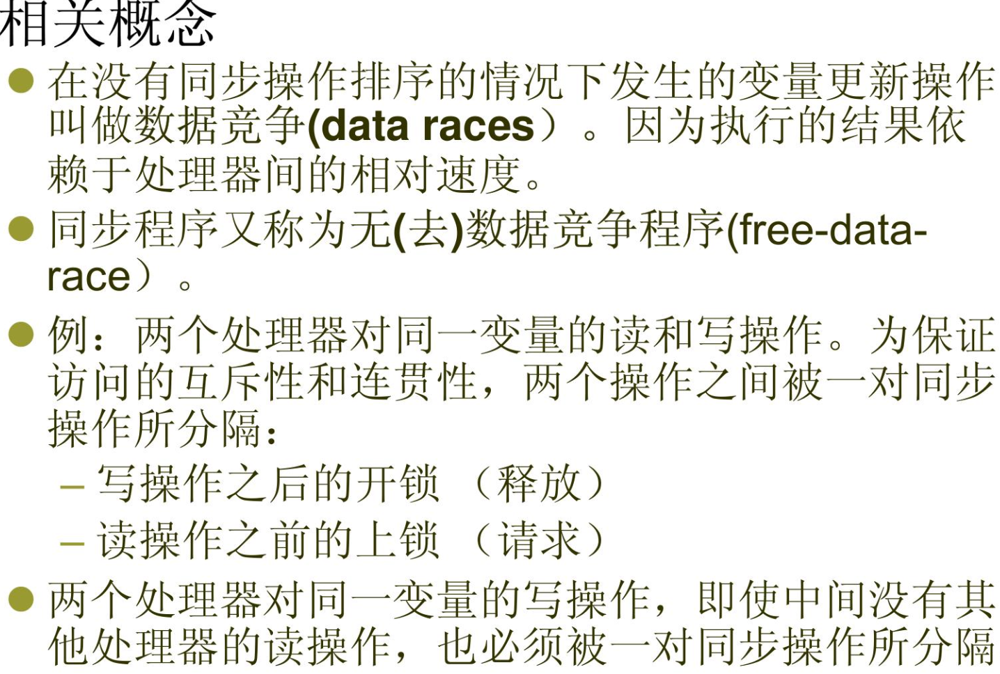 相关概念
在没有同步操作排序的情况下发生的变量更新操作
叫做数据竞争(data races）。因为执行的结果依
赖于处理器间的相对速度。
同步程序又称为无(去)数据竞争程序(free-data-
race）。
例：两个处理器对同一变量的读和写操作。为保证
访问的互斥性和连贯性，两个操作之间被一对同步
操作所分隔：
– 写操作之后的开锁 （释放）
– 读操作之前的上锁 （请求）
两个处理器对同一变量的写操作，即使中间没有其
他处理器的读操作，也必须被一对同步操作所分隔